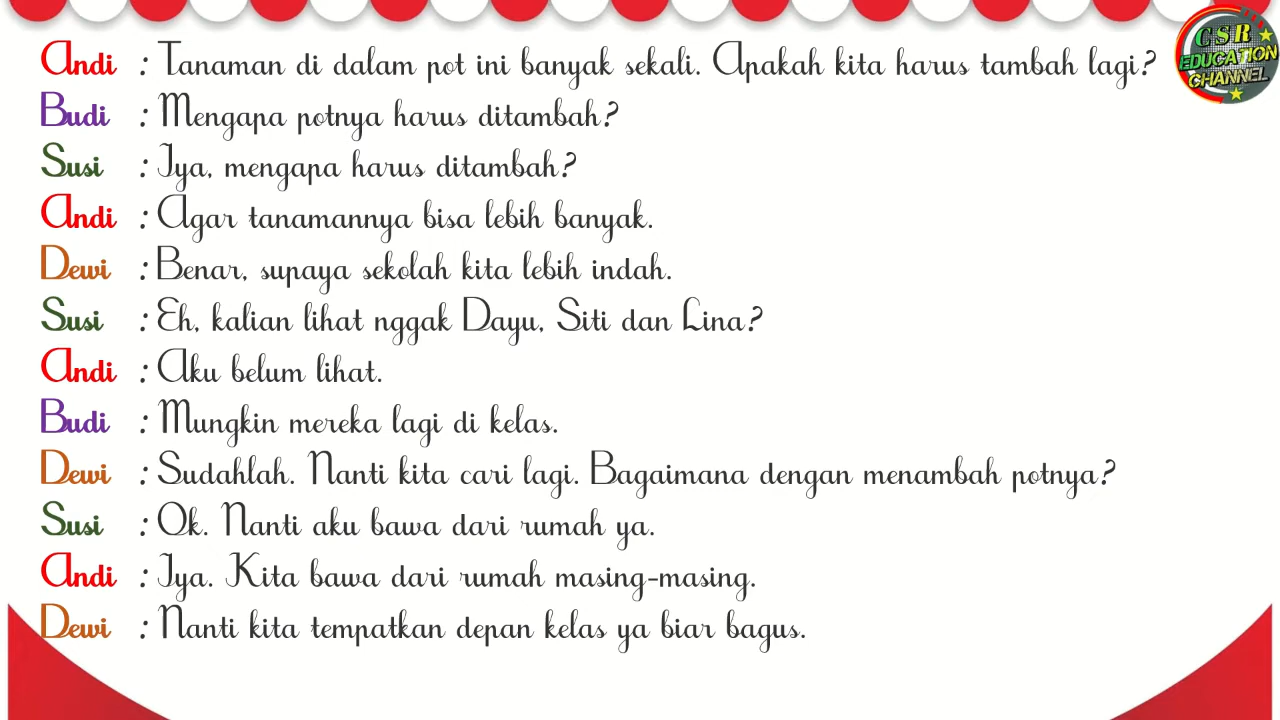 CSR
EDUCATION
CHANNEL
Andi : Tanaman di dalam pot ini banyak sekali. Apakah kita harus tambah lagi?
Budi : Mengapa potnya harus ditambah?
Susi : Iya, mengapa harus ditambah?
Andi : Agar tanamannya bisa lebih banyak.
Dewi : Benar, supaya sekolah kita lebih indah.
Susi : Eh, kalian lihat nggak Dayu, Siti dan Lina?
Andi : Aku belum lihat.
Budi : Mungkin mereka lagi di kelas.
Dewi : Sudahlah. Nanti kita cari lagi. Bagaimana dengan menambah potnya?
Susi : Ok. Nanti aku bawa dari rumah ya.
Andi : Iya. Kita bawa dari rumah masing-masing.
Dewi : Nanti kita tempatkan depan kelas ya biar bagus.